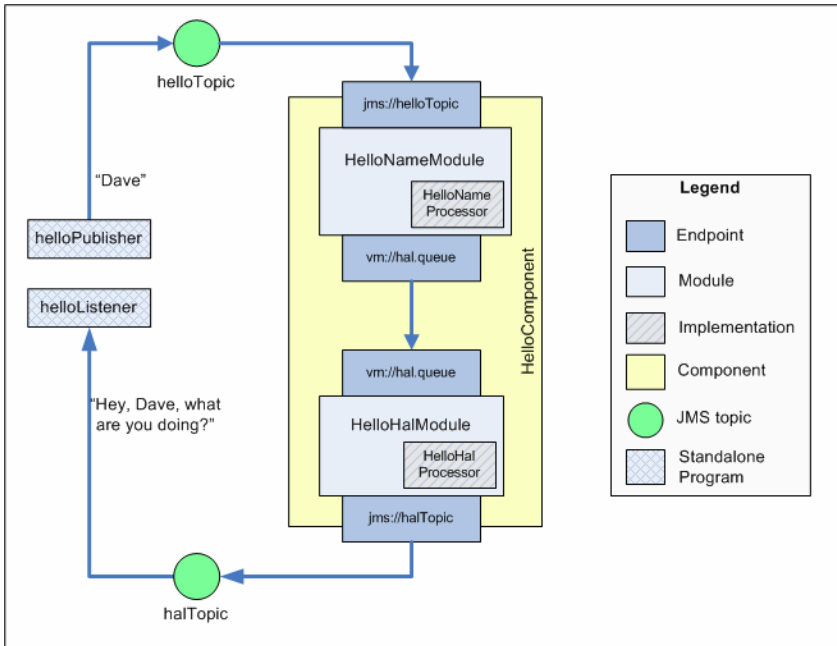 helloTopic
"Dave"
helloPublisher
helloListener
"Hey, Dave, what
are you doing?"
halTopic
jms://helloTopic
HelloNameModule
HelloName
Processor
vm://hal.queue
vm://hal.queue
HelloHalModule
HelloHal
Processor
jms://halTopic
HelloComponent
Legend
Endpoint
Module
Implementation
Component
JMS topic
Standalone
Program